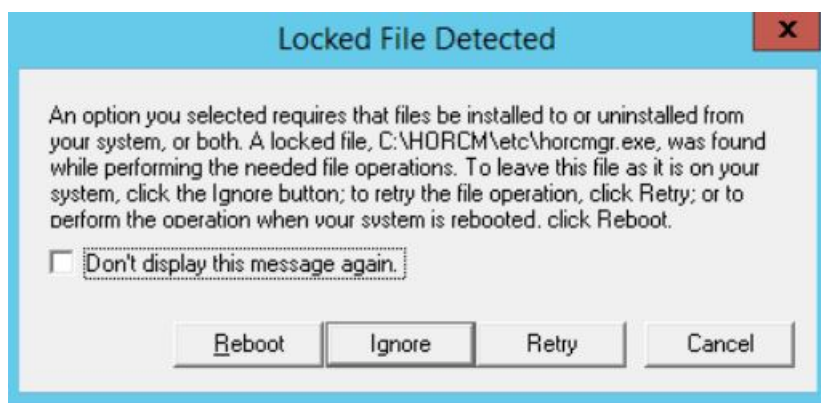 Locked File Detected
x
An option you selected requires that files be installed to or uninstalled from
your system, or both. A locked file, C:\HORCM\etc\horcmgr.exe, was found
while performing the needed file operations. To leave this file as it is on your
system, click the Ignore button; to retry the file operation, click Retry; or to
perform the operation when your system is rebooted, click Reboot.
Don't display this message again.
Reboot Ignore Retry Cancel